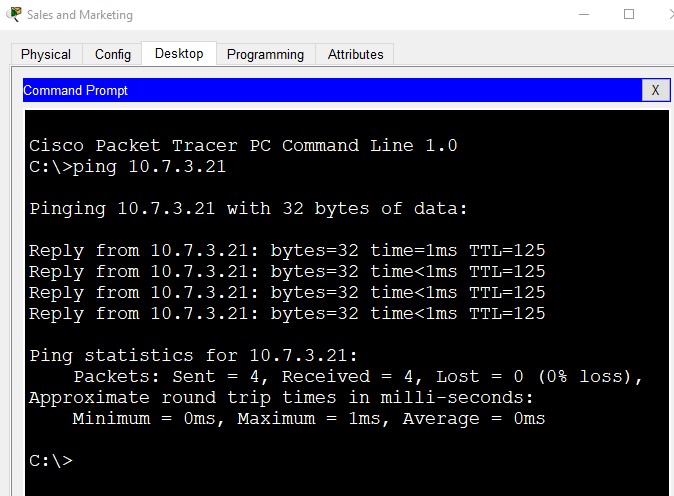 Sales and Marketing
Physical Config Desktop Programming Attributes
Command Prompt X
Cisco Packet Tracer PC Command Line 1.0
C:\>ping 10.7.3.21
Pinging 10.7.3.21 with 32 bytes of data:
Reply from 10.7.3.21: bytes=32 time=1ms TTL=125
Reply from 10.7.3.21: bytes=32 time<1ms TTL=125
Reply from 10.7.3.21: bytes=32 time<1ms TTL=125
Reply from 10.7.3.21: bytes=32 time<1ms TTL=125
Ping statistics for 10.7.3.21:
Packets: Sent = 4, Received = 4, Lost = 0 (0% loss),
Approximate round trip times in milli-seconds:
Minimum = 0ms, Maximum = 1ms, Average = 0ms
C:\>